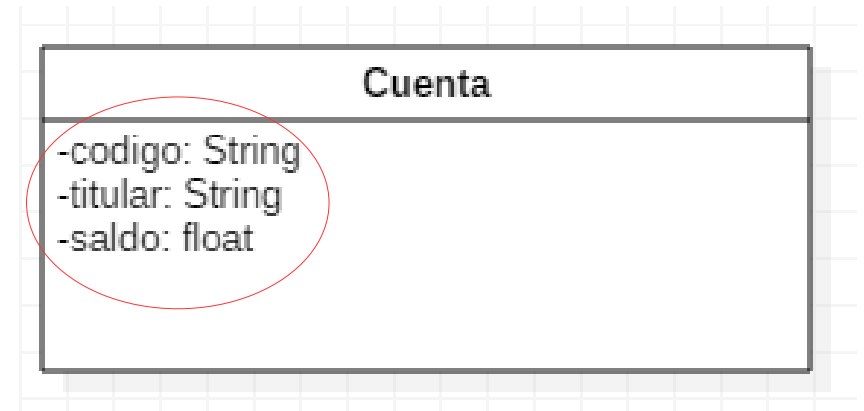 Cuenta
-codigo: String
-titular: String
-saldo: float